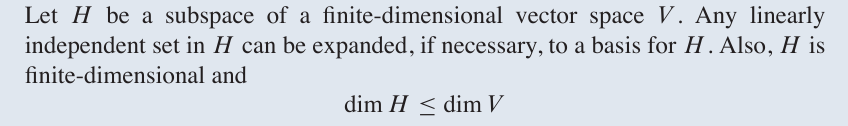 Let H be a subspace of a finite-dimensional vector space V. Any linearly
independent set in H can be expanded, if necessary, to a basis for H. Also, H is
finite-dimensional and
dim H ≤ dim V